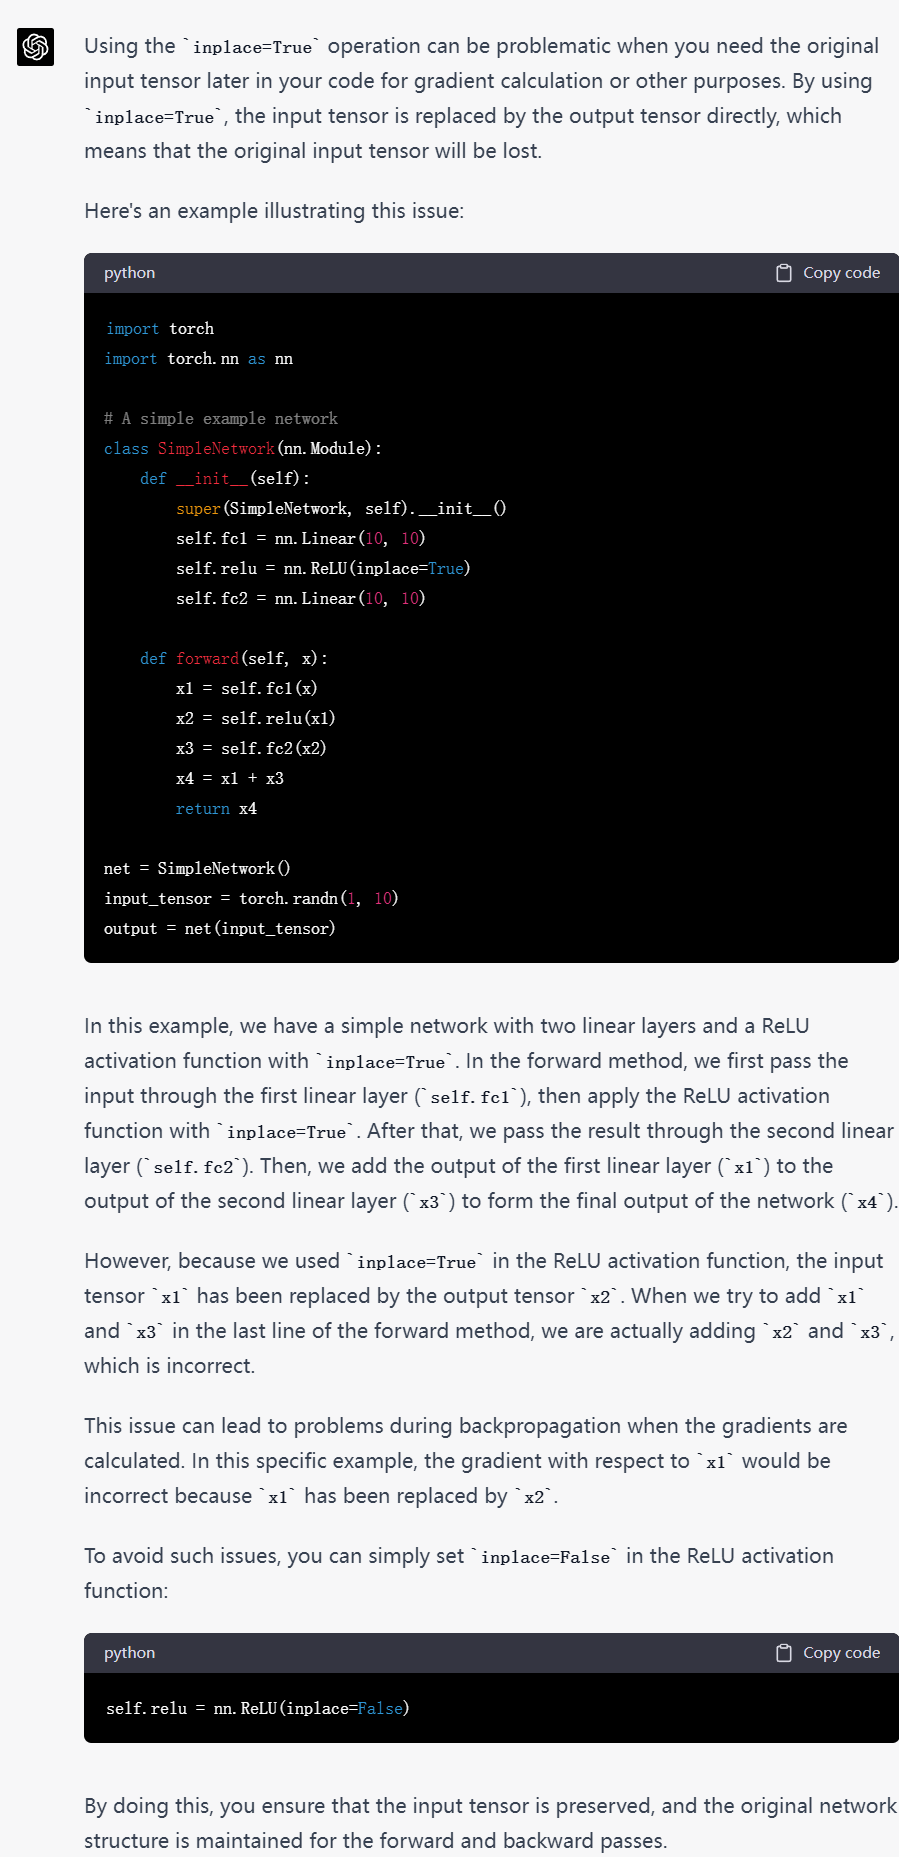 Using the `inplace=True` operation can be problematic when you need the original
input tensor later in your code for gradient calculation or other purposes. By using
`inplace=True`, the input tensor is replaced by the output tensor directly, which
means that the original input tensor will be lost.
Here's an example illustrating this issue:
python Copy code
import torch
import torch.nn as nn
# A simple example network
class SimpleNetwork(nn.Module):
    def __init__(self):
        super(SimpleNetwork, self).__init__()
        self.fc1 = nn.Linear(10, 10)
        self.relu = nn.ReLU(inplace=True)
        self.fc2 = nn.Linear(10, 10)
    def forward(self, x):
        x1 = self.fc1(x)
        x2 = self.relu(x1)
        x3 = self.fc2(x2)
        x4 = x1 + x3
        return x4
net = SimpleNetwork()
input_tensor = torch.randn(1, 10)
output = net(input_tensor)
In this example, we have a simple network with two linear layers and a ReLU
activation function with `inplace=True`. In the forward method, we first pass the
input through the first linear layer (`self.fc1`), then apply the ReLU activation
function with `inplace=True`. After that, we pass the result through the second linear
layer (`self.fc2`). Then, we add the output of the first linear layer (`x1`) to the
output of the second linear layer (`x3`) to form the final output of the network (`x4`).
However, because we used `inplace=True` in the ReLU activation function, the input
tensor `x1` has been replaced by the output tensor `x2`. When we try to add `x1`
and `x3` in the last line of the forward method, we are actually adding `x2` and `x3`,
which is incorrect.
This issue can lead to problems during backpropagation when the gradients are
calculated. In this specific example, the gradient with respect to `x1` would be
incorrect because `x1` has been replaced by `x2`.
To avoid such issues, you can simply set `inplace=False` in the ReLU activation
function:
python Copy code
self.relu = nn.ReLU(inplace=False)
By doing this, you ensure that the input tensor is preserved, and the original network
structure is maintained for the forward and backward passes.